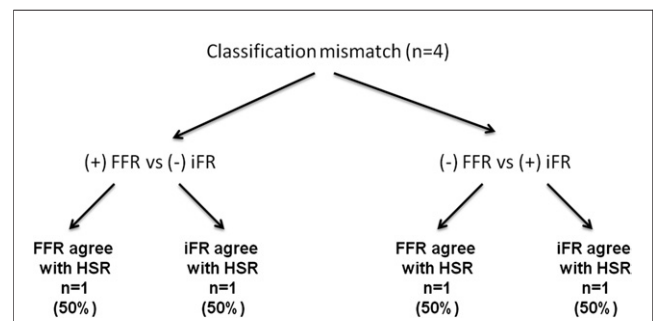 Classification mismatch (n=4)
(+) FFR vs (-) iFR
(-) FFR vs (+) iFR
FFR agree
with HSR
n=1
(50%)
iFR agree
with HSR
n=1
(50%)
FFR agree
with HSR
n=1
(50%)
iFR agree
with HSR
n=1
(50%)